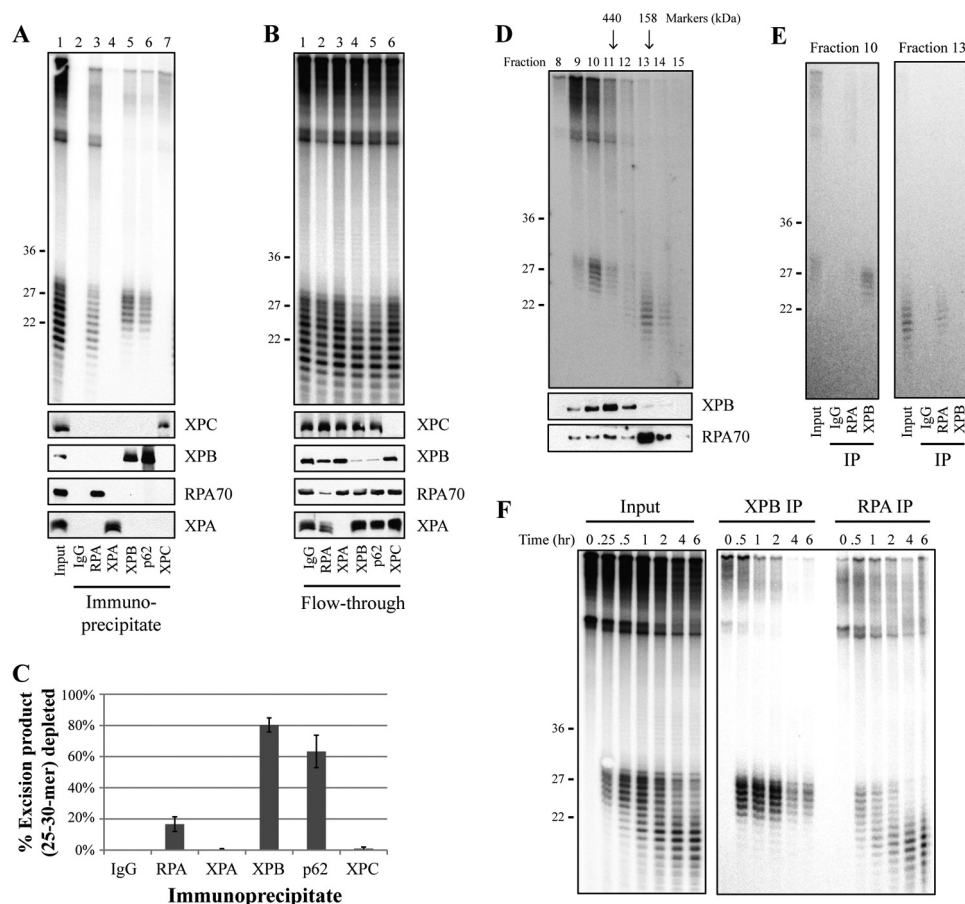 A
1 2 3 4 5 6 7
36
27
22
XPC
XPB
RPA70
XPA
Input
IgG
RPA
XPA
XPB
p62
XPC
Immuno-
precipitate
B
1 2 3 4 5 6
36
27
22
XPC
XPB
RPA70
XPA
IgG
RPA
XPA
XPB
p62
XPC
Flow-through
C
% Excision product
(25-30-mer) depleted
100%
80%
60%
40%
20%
0%
IgG RPA XPA XPB p62 XPC
Immunoprecipitate
D
440 158 Markers (kDa)
Fraction 8 9 10 11 12 13 14 15
36
27
22
XPB
RPA70
E
Fraction 10 Fraction 13
36
27
22
Input
IgG
RPA
XPB
IP
Input
IgG
RPA
XPB
IP
F
Input XPB IP RPA IP
Time (hr) 0 .25 .5 1 2 4 6 0 0.5 1 2 4 6 0 0.5 1 2 4 6
36
27
22